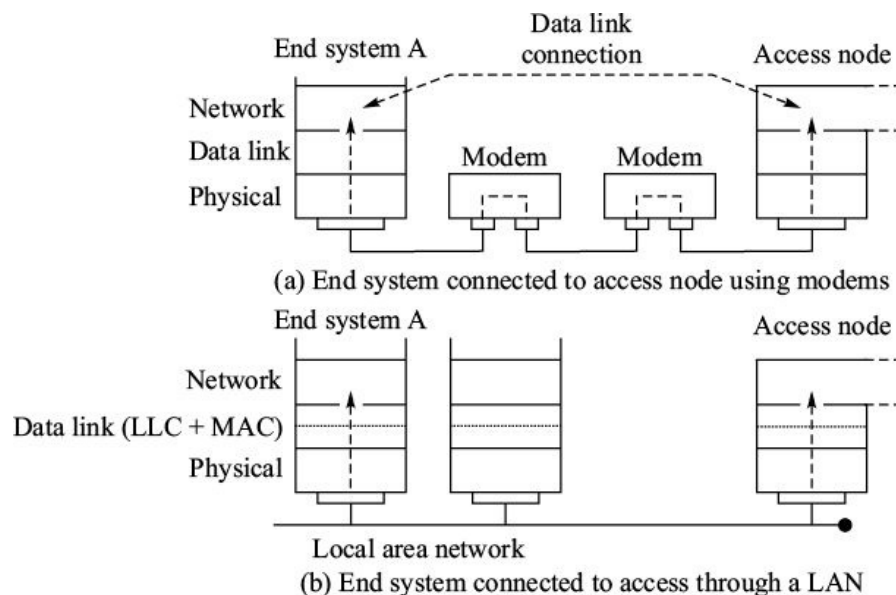 Data link
connection
End system A
Access node
Network
Data link
Physical
Modem
Modem
(a) End system connected to access node using modems
End system A
Access node
Network
Data link (LLC + MAC)
Physical
Local area network
(b) End system connected to access through a LAN